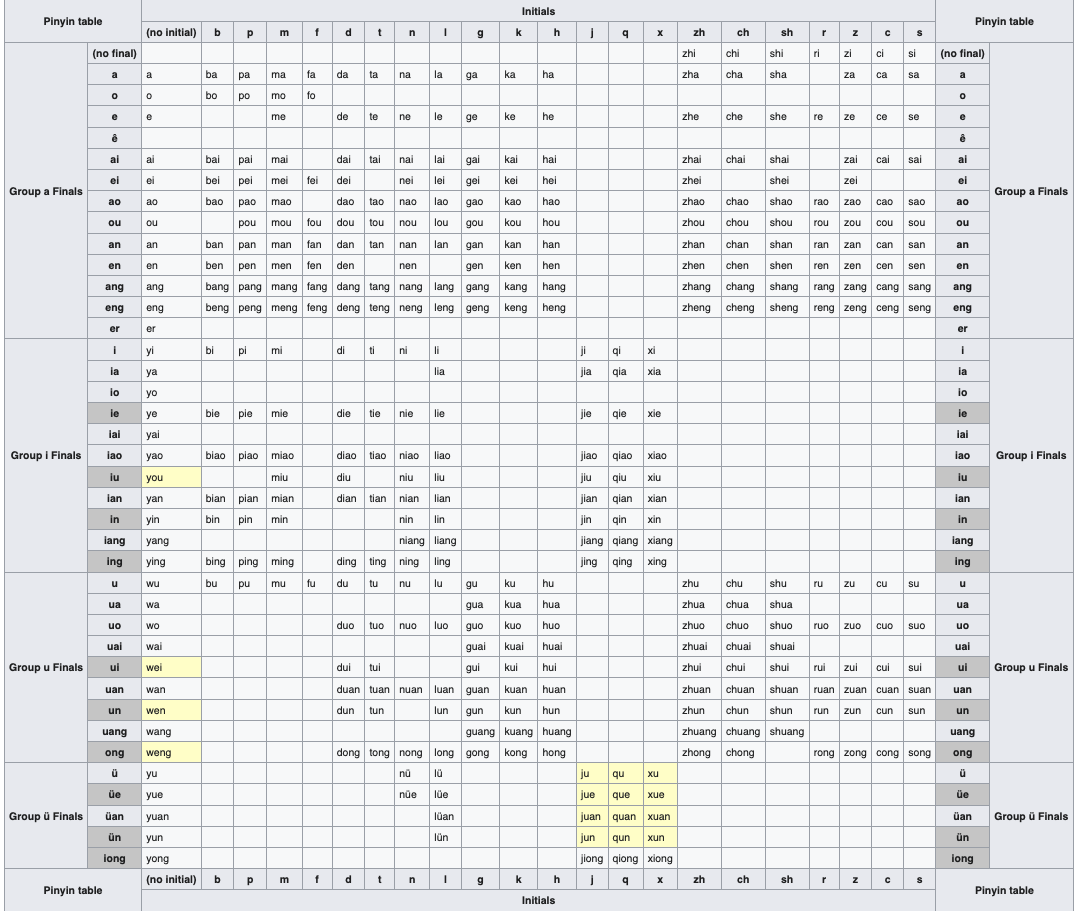 Pinyin table Initials Pinyin table
(no initial) b p m f d t n l g k h j q x zh ch sh r z c s
Group a Finals (no final) zhi chi shi ri zi ci si (no final) Group a Finals
a a ba pa ma fa da ta na la ga ka ha zha cha sha za ca sa a
o o bo po mo fo o
e e me de te ne le ge ke he zhe che she re ze ce se e
ê ê
ai ai bai pai mai dai tai nai lai gai kai hai zhai chai shai zai cai sai ai
ei ei bei pei mei fei dei nei lei gei kei hei zhei shei zei ei
ao ao bao pao mao dao tao nao lao gao kao hao zhao chao shao rao zao cao sao ao
ou ou pou mou fou dou tou nou lou gou kou hou zhou chou shou rou zou cou sou ou
an an ban pan man fan dan tan nan lan gan kan han zhan chan shan ran zan can san an
en en ben pen men fen den nen gen ken hen zhen chen shen ren zen cen sen en
ang ang bang pang mang fang dang tang nang lang gang kang hang zhang chang shang rang zang cang sang ang
eng eng beng peng meng feng deng teng neng leng geng keng heng zheng cheng sheng reng zeng ceng seng eng
er er er
Group i Finals i yi bi pi mi di ti ni li ji qi xi i Group i Finals
ia ya lia jia qia xia ia
io yo io
ie ye bie pie mie die tie nie lie jie qie xie ie
iai yai iai
iao yao biao piao miao diao tiao niao liao jiao qiao xiao iao
iu you miu diu niu liu jiu qiu xiu iu
ian yan bian pian mian dian tian nian lian jian qian xian ian
in yin bin pin min nin lin jin qin xin in
iang yang niang liang jiang qiang xiang iang
ing ying bing ping ming ding ting ning ling jing qing xing ing
Group u Finals u wu bu pu mu fu du tu nu lu gu ku hu zhu chu shu ru zu cu su u Group u Finals
ua wa gua kua hua zhua chua shua ua
uo wo duo tuo nuo luo guo kuo huo zhuo chuo shuo ruo zuo cuo suo uo
uai wai guai kuai huai zhuai chuai shuai uai
ui wei dui tui gui kui hui zhui chui shui rui zui cui sui ui
uan wan duan tuan nuan luan guan kuan huan zhuan chuan shuan ruan zuan cuan suan uan
un wen dun tun lun gun kun hun zhun chun shun run zun cun sun un
uang wang guang kuang huang zhuang chuang shuang uang
ong weng dong tong nong long gong kong hong zhong chong rong zong cong song ong
Group ü Finals ü yu nü lü ju qu xu ü Group ü Finals
üe yue nüe lüe jue que xue üe
üan yuan lüan juan quan xuan üan
ün yun lün jun qun xun ün
iong yong jiong qiong xiong iong
Pinyin table (no initial) b p m f d t n l g k h j q x zh ch sh r z c s Pinyin table
Initials